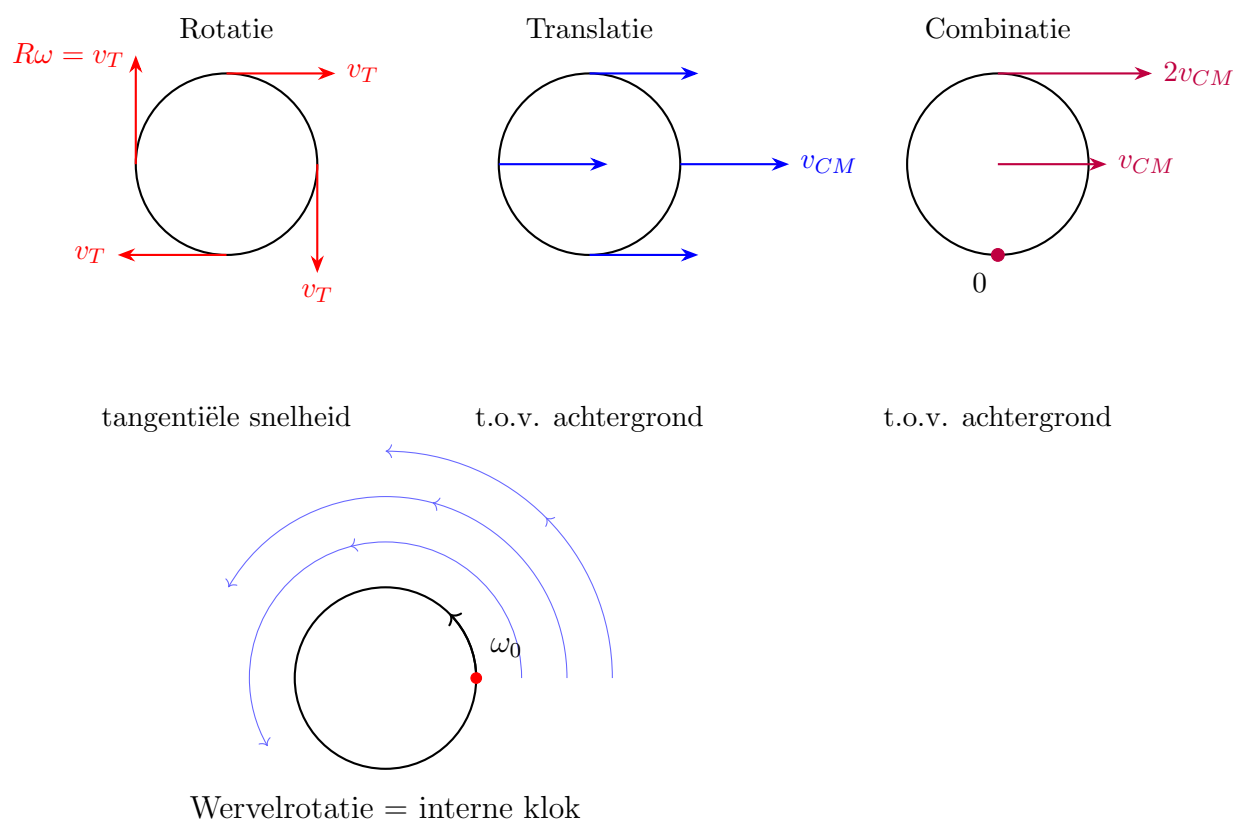 Rotatie
Translatie
Combinatie
Rω = v_T
v_T
v_T
v_T
v_CM
2v_CM
v_CM
0
tangentiële snelheid
t.o.v. achtergrond
t.o.v. achtergrond
ω₀
Wervelrotatie = interne klok